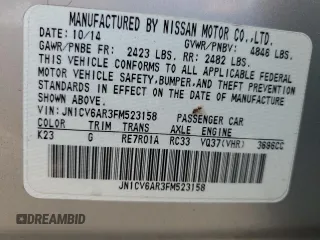 MANUFACTURED BY NISSAN MOTOR CO.,LTD.
10/14 GVWR/PNBV: 4846 LBS.
GAWR/PNBE FR: 2423 LBS. RR: 2482 LBS.
THIS VEHICLE CONFORMS TO ALL APPLICABLE FEDERAL
MOTOR VEHICLE SAFETY,BUMPER,AND THEFT PREVENTION
STANDARDS IN EFFECT ON THE DATE OF MANUFACTURE
SHOWN ABOVE.
VIN: JN1CV6AR3FM523158 PASSENGER CAR
COLOR TRIM TRANS AXLE ENGINE
K23 G RE7R01A RC33 VQ37(VHR) 3696CC
JN1CV6AR3FM523158
DREAMBID